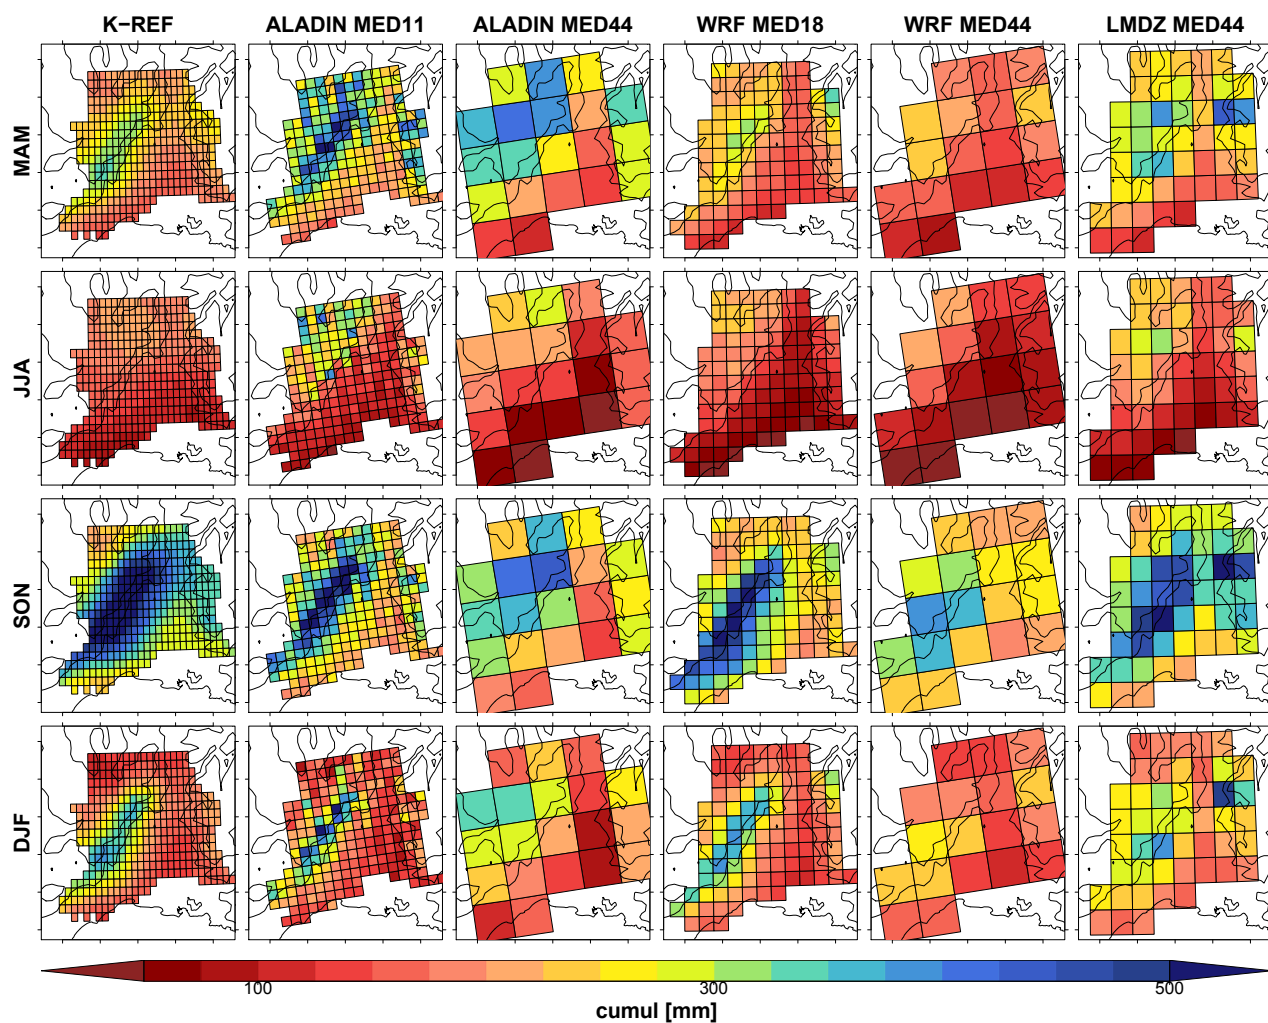 K−REF ALADIN MED11 ALADIN MED44 WRF MED18 WRF MED44 LMDZ MED44
MAM
JJA
SON
DJF
100 300 500
cumul [mm]